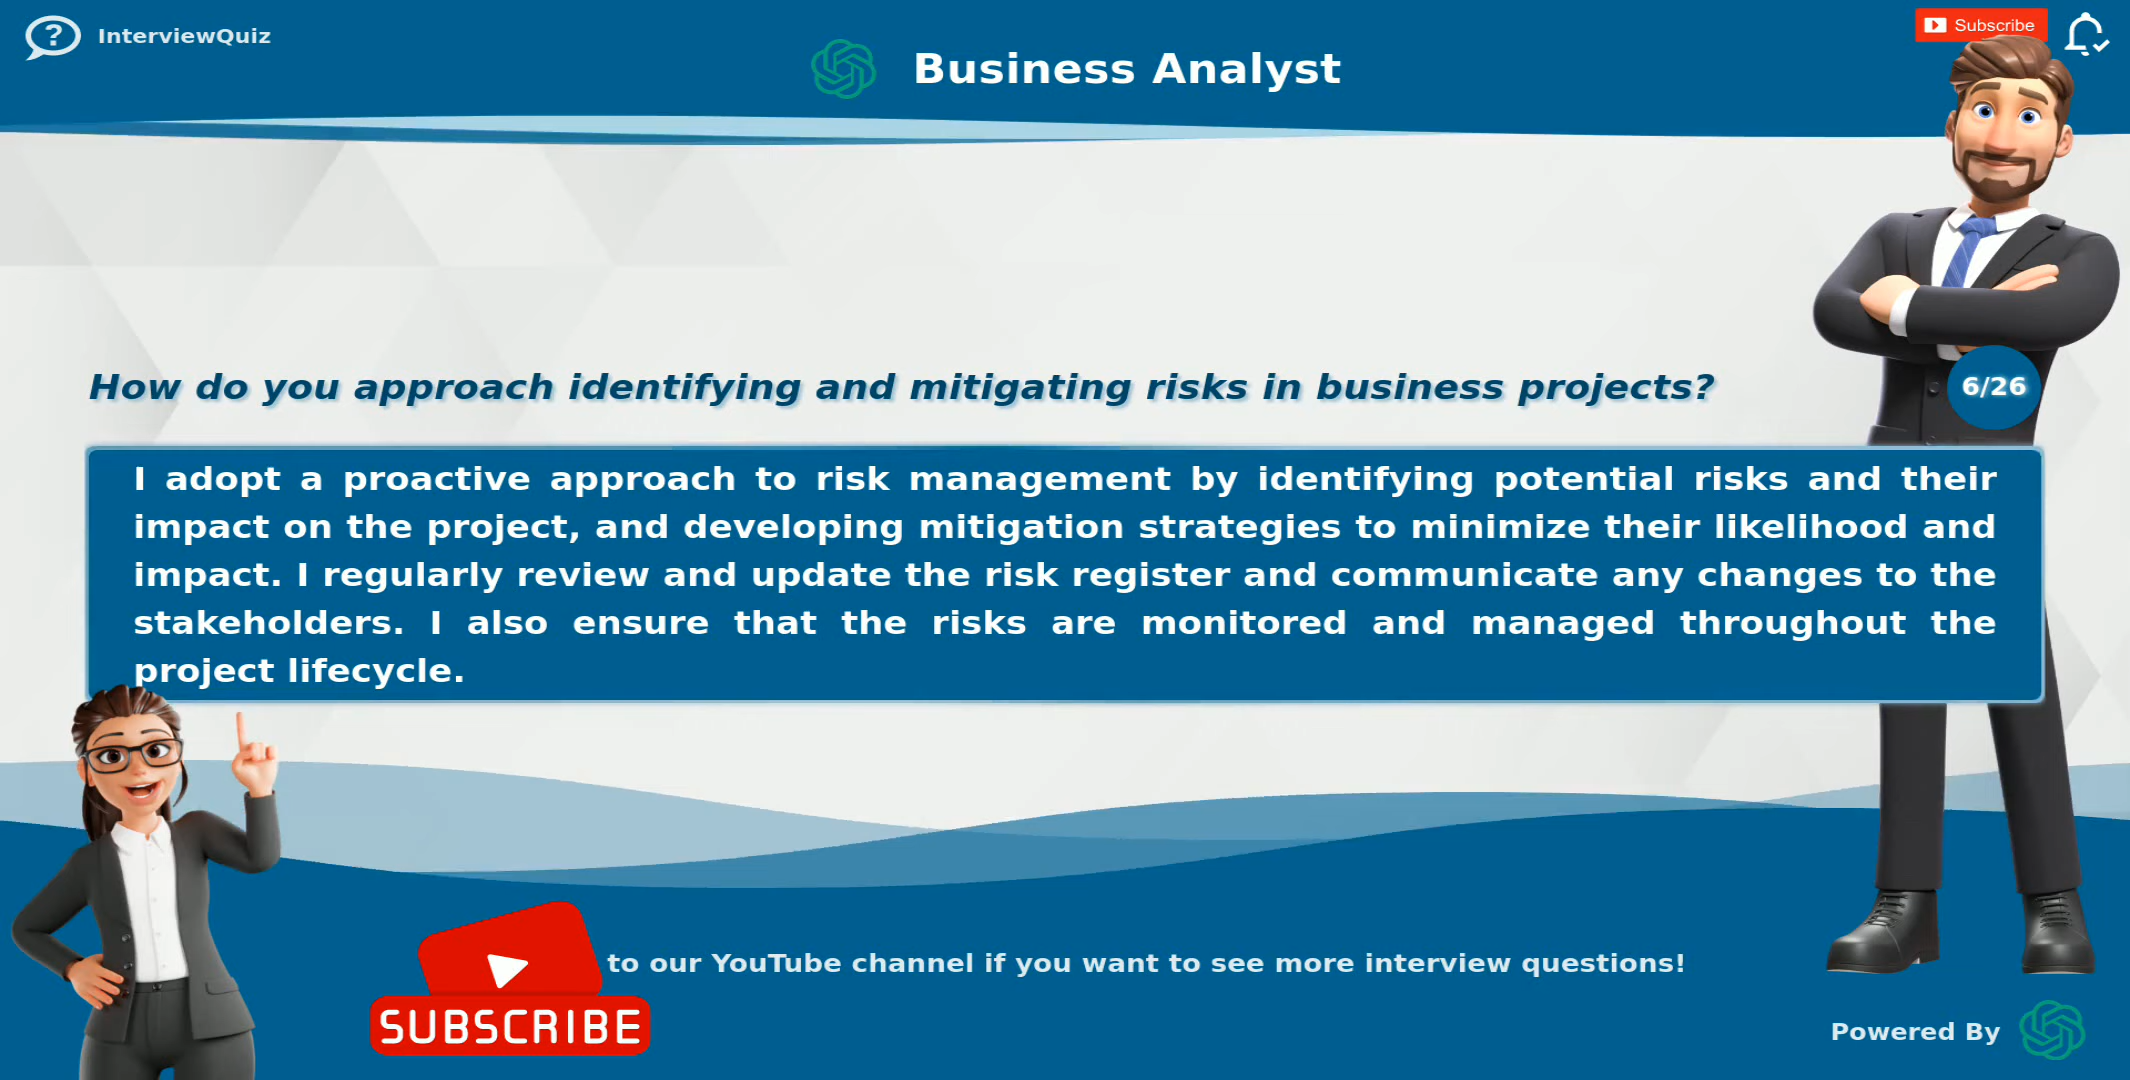 InterviewQuiz
Subscribe
Business Analyst
How do you approach identifying and mitigating risks in business projects?
6/26
I adopt a proactive approach to risk management by identifying potential risks and their
impact on the project, and developing mitigation strategies to minimize their likelihood and
impact. I regularly review and update the risk register and communicate any changes to the
stakeholders. I also ensure that the risks are monitored and managed throughout the
project lifecycle.
to our YouTube channel if you want to see more interview questions!
SUBSCRIBE
Powered By